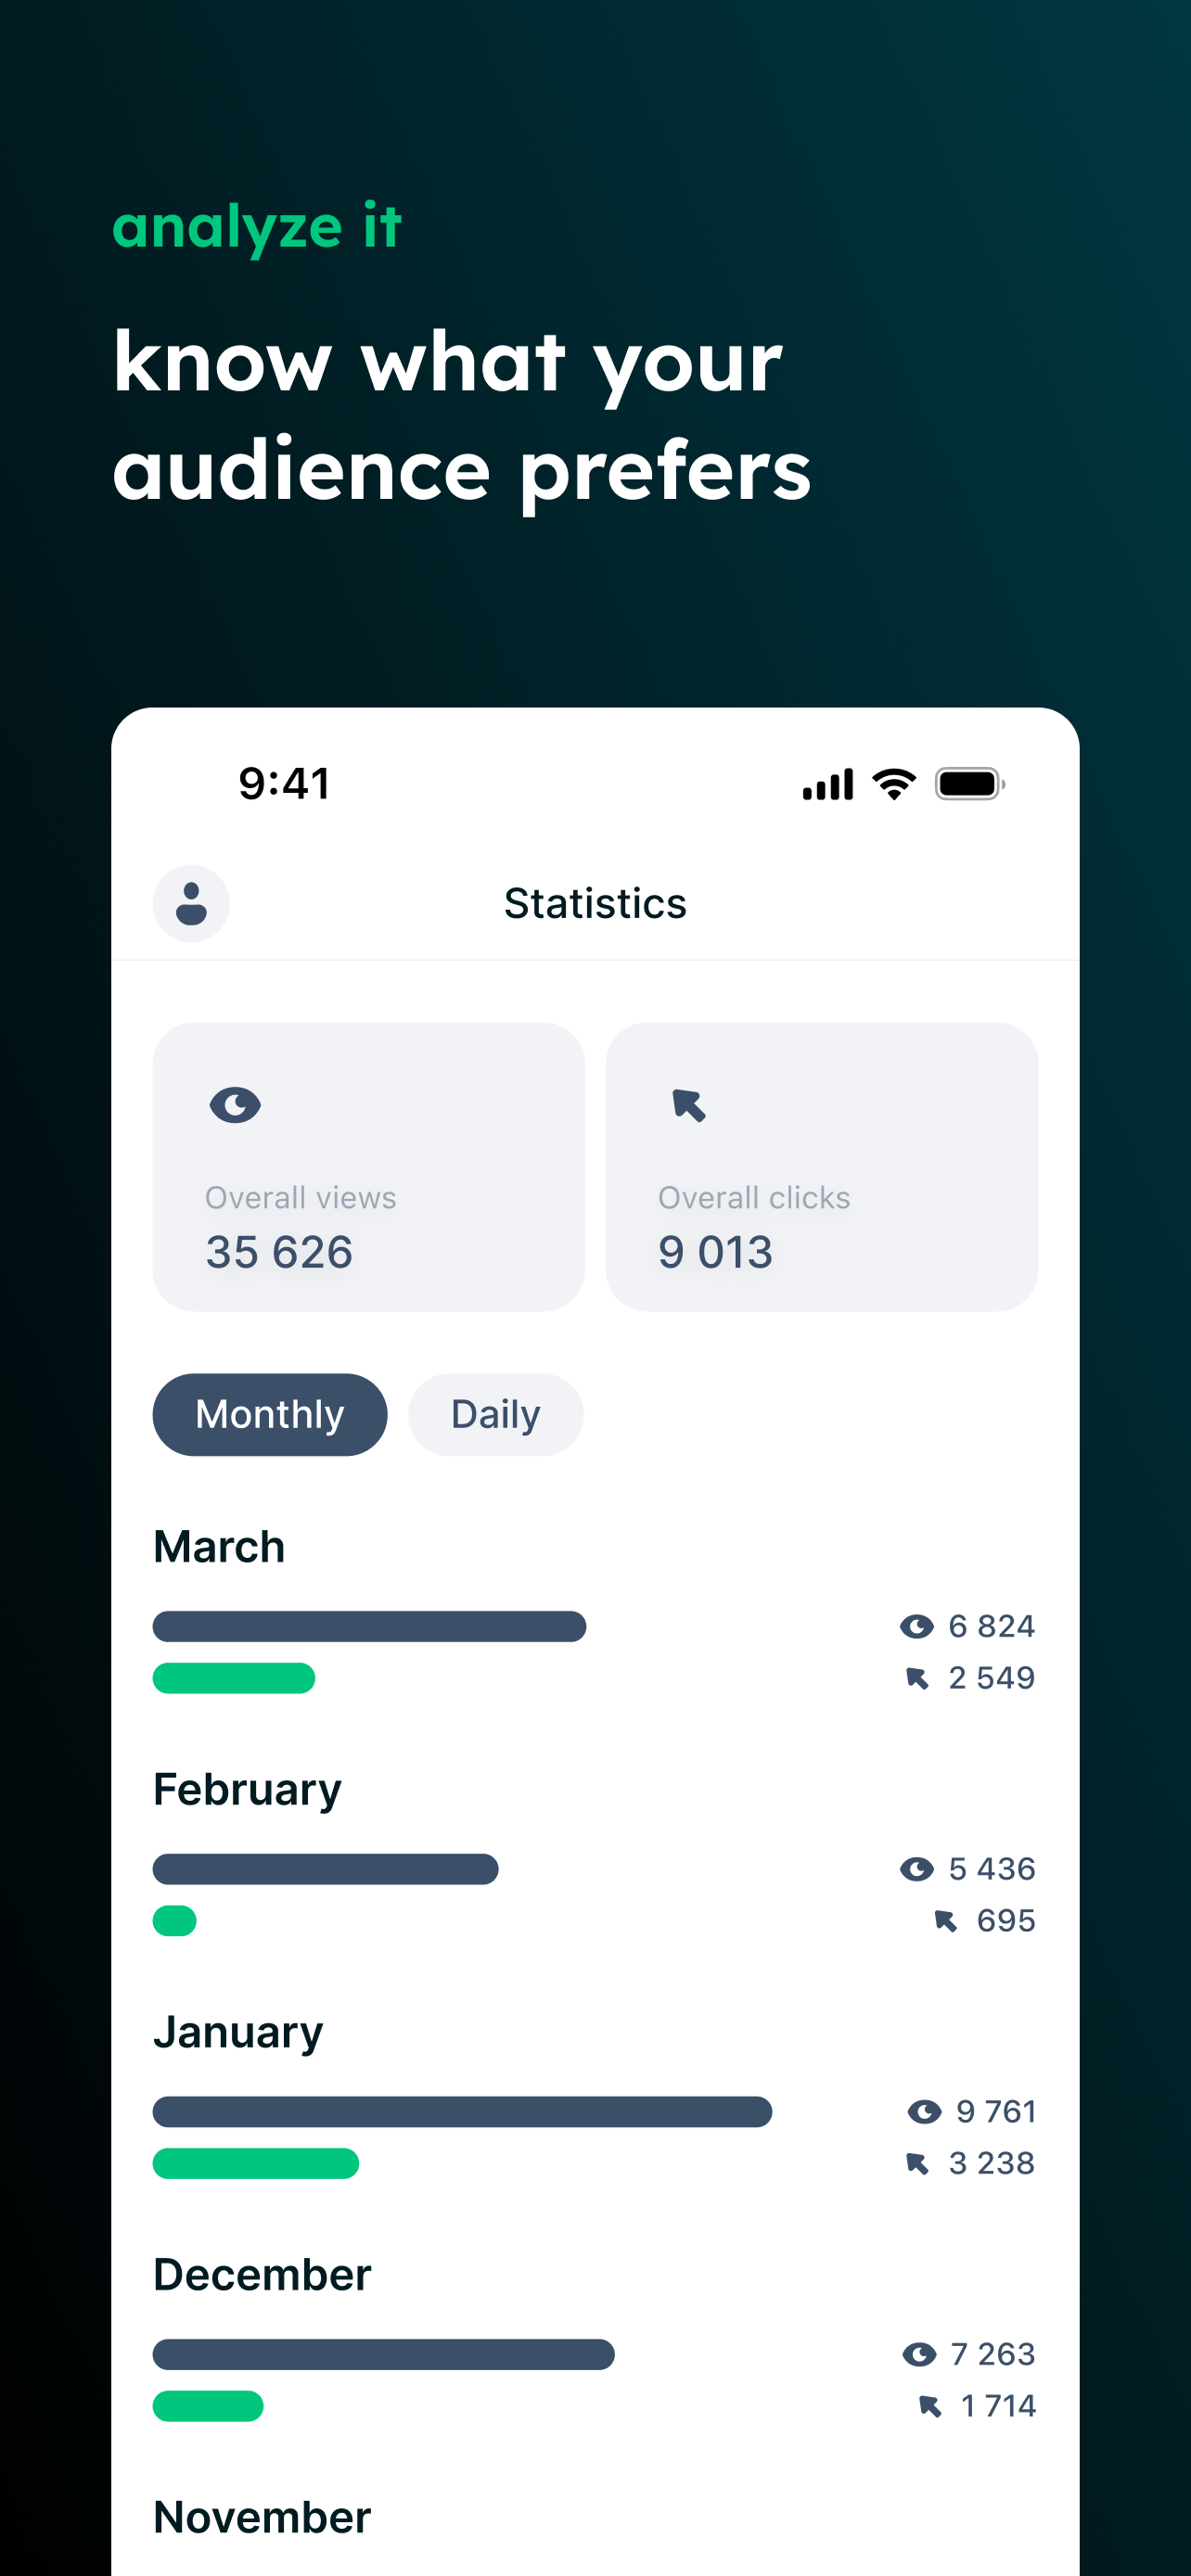 analyze it
know what your
audience prefers
9:41
Statistics
Overall views
35 626
Overall clicks
9 013
Monthly
Daily
March
6 824
2 549
February
5 436
695
January
9 761
3 238
December
7 263
1 714
November